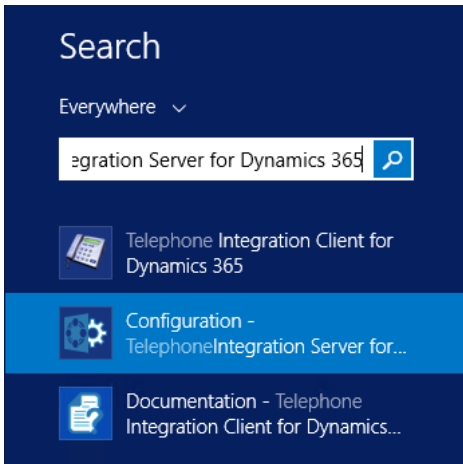 Search
Everywhere
egration Server for Dynamics 365
Telephone Integration Client for
Dynamics 365
Configuration -
TelephoneIntegration Server for...
Documentation - Telephone
Integration Client for Dynamics...